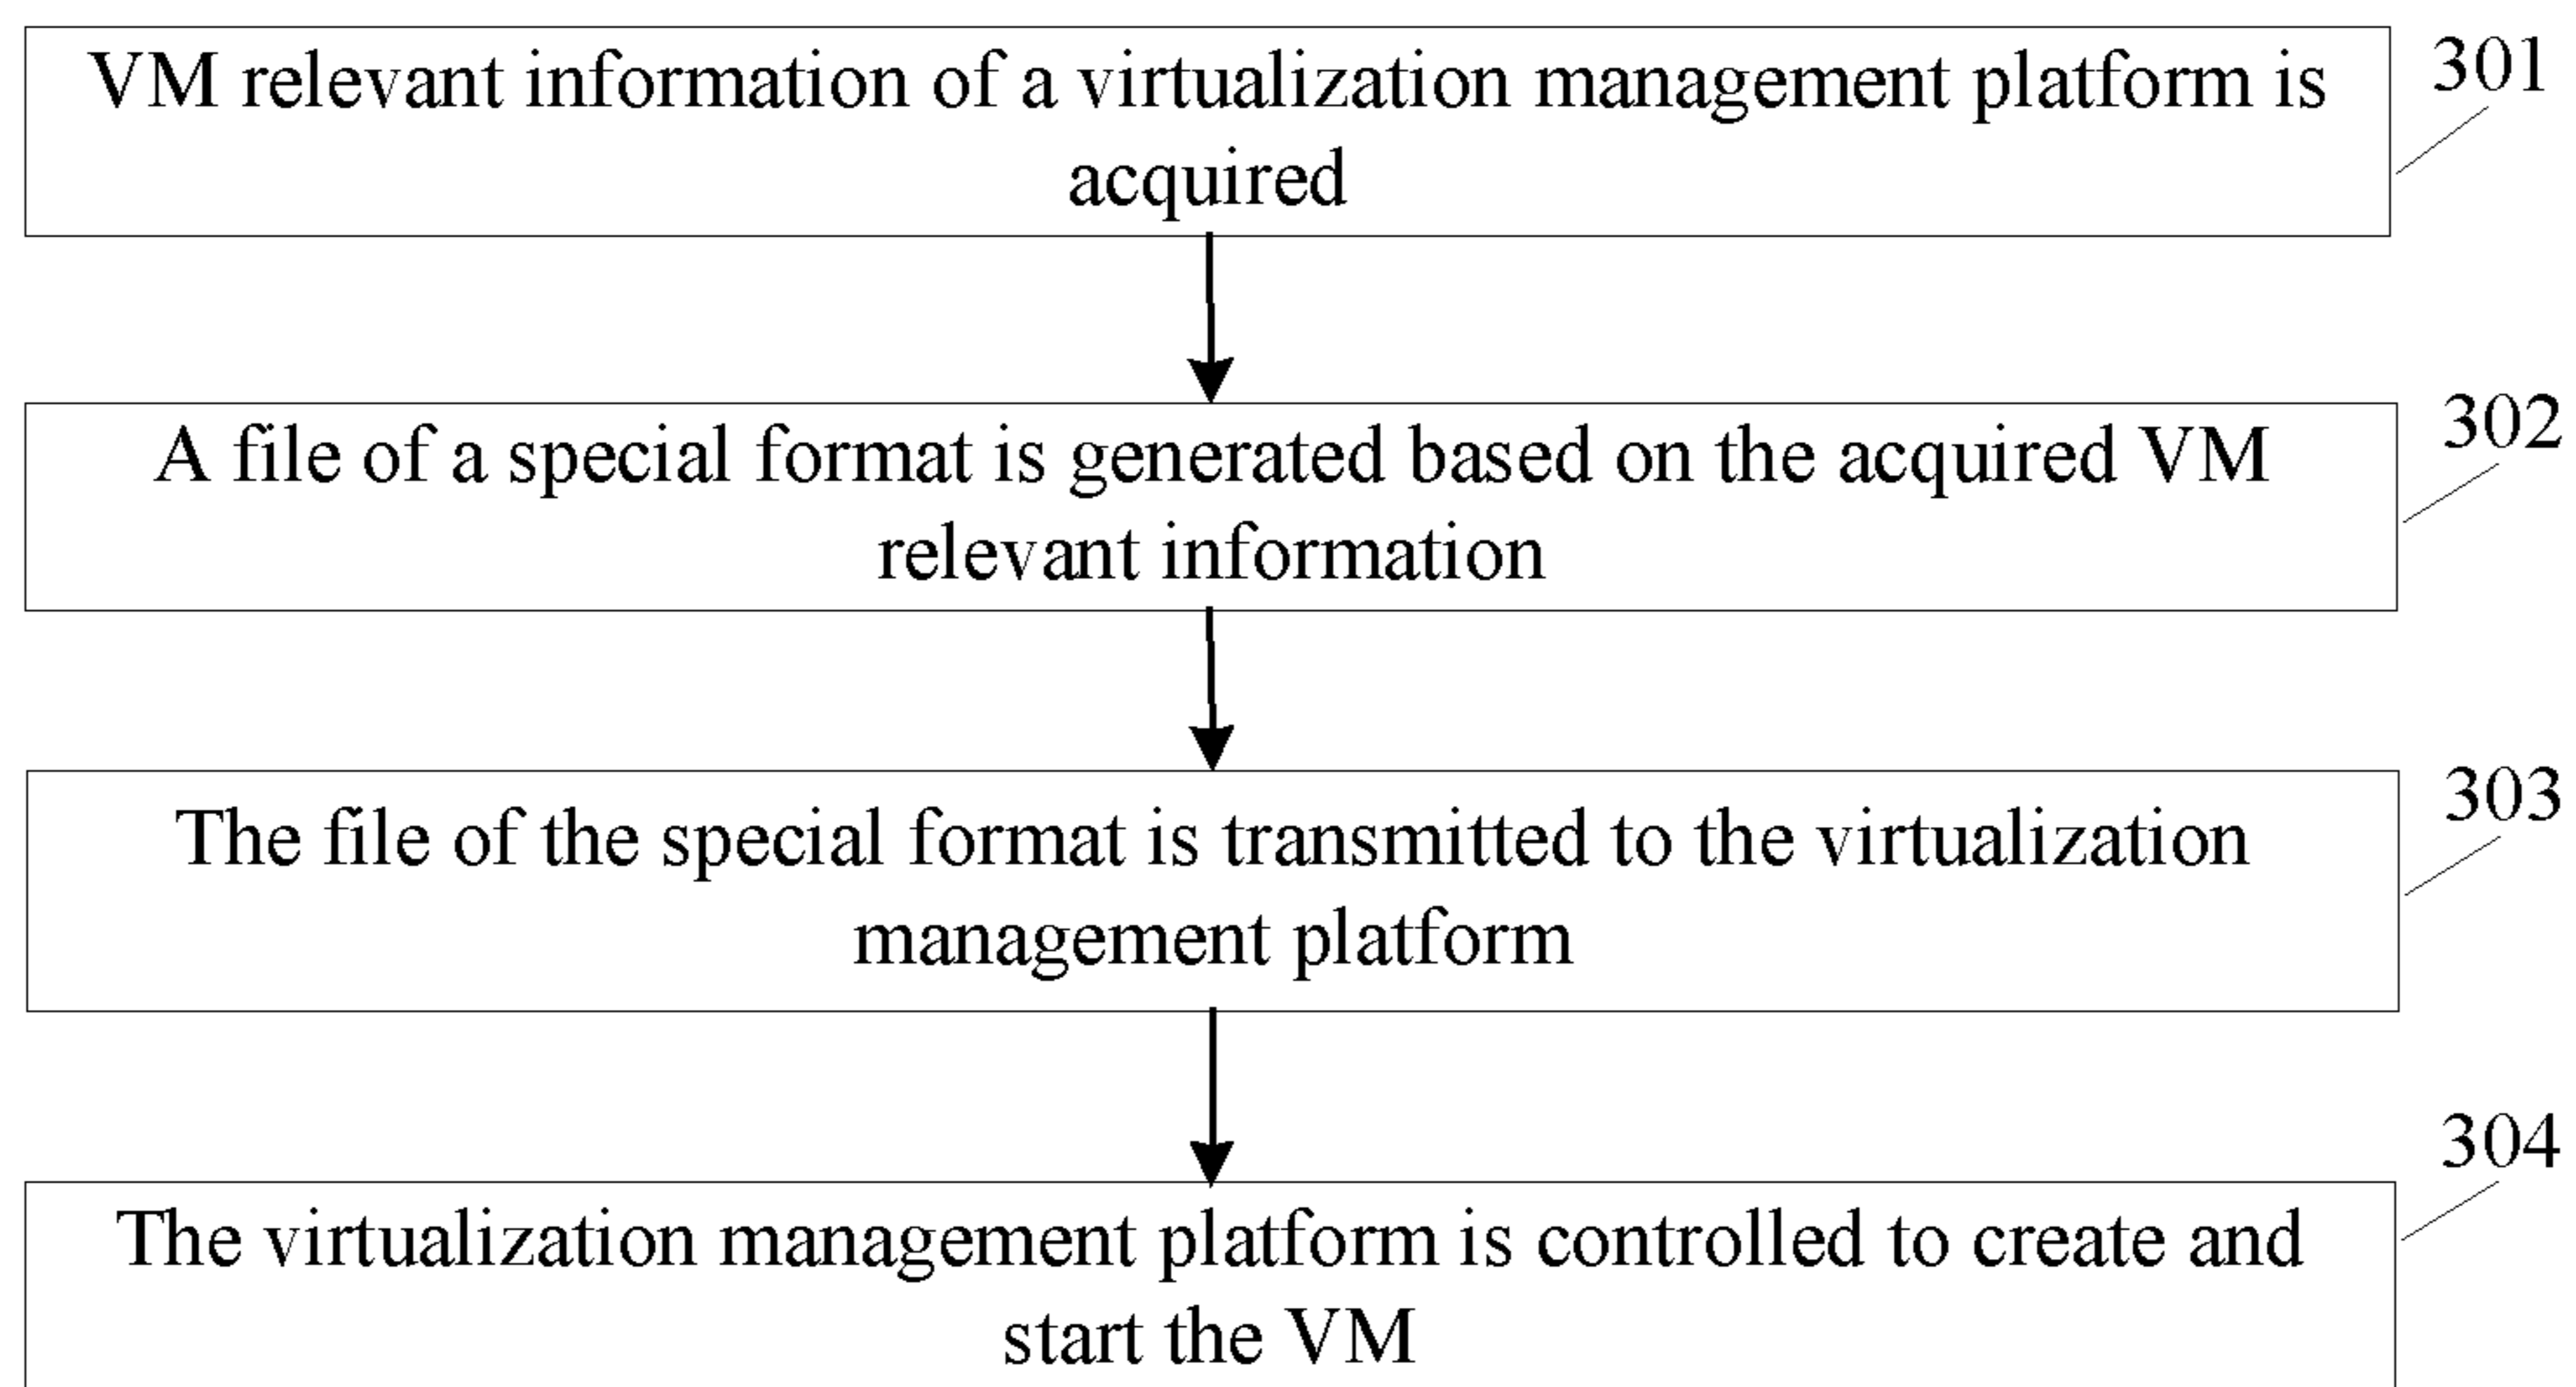 VM relevant information of a virtualization management platform is
acquired
301
A file of a special format is generated based on the acquired VM
relevant information
302
The file of the special format is transmitted to the virtualization
management platform
303
The virtualization management platform is controlled to create and
start the VM
304